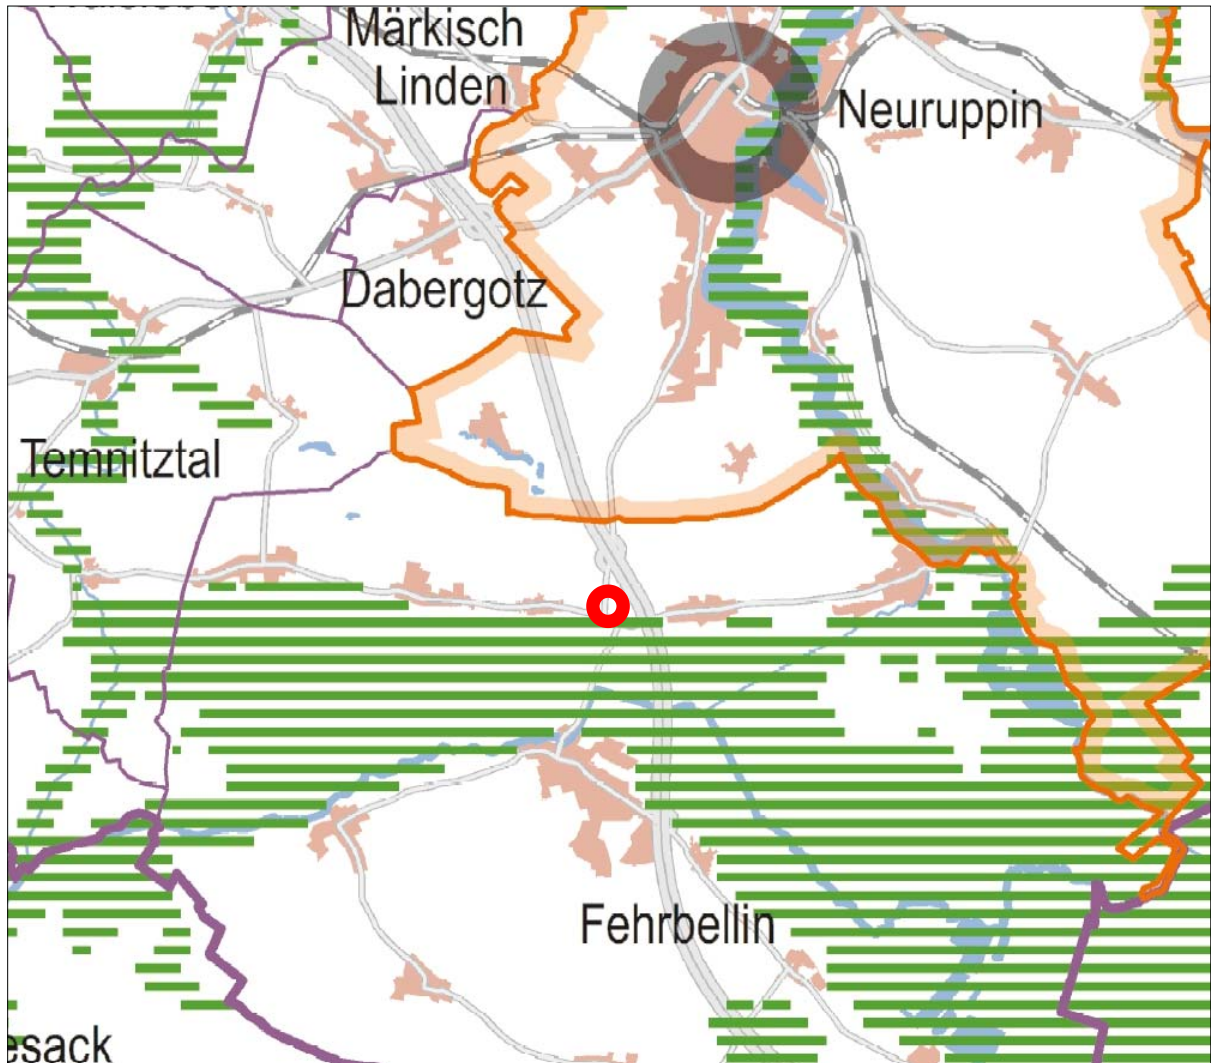 Märkisch
Linden
Neuruppin
Dabergotz
Temnitztal
Fehrbellin
esack